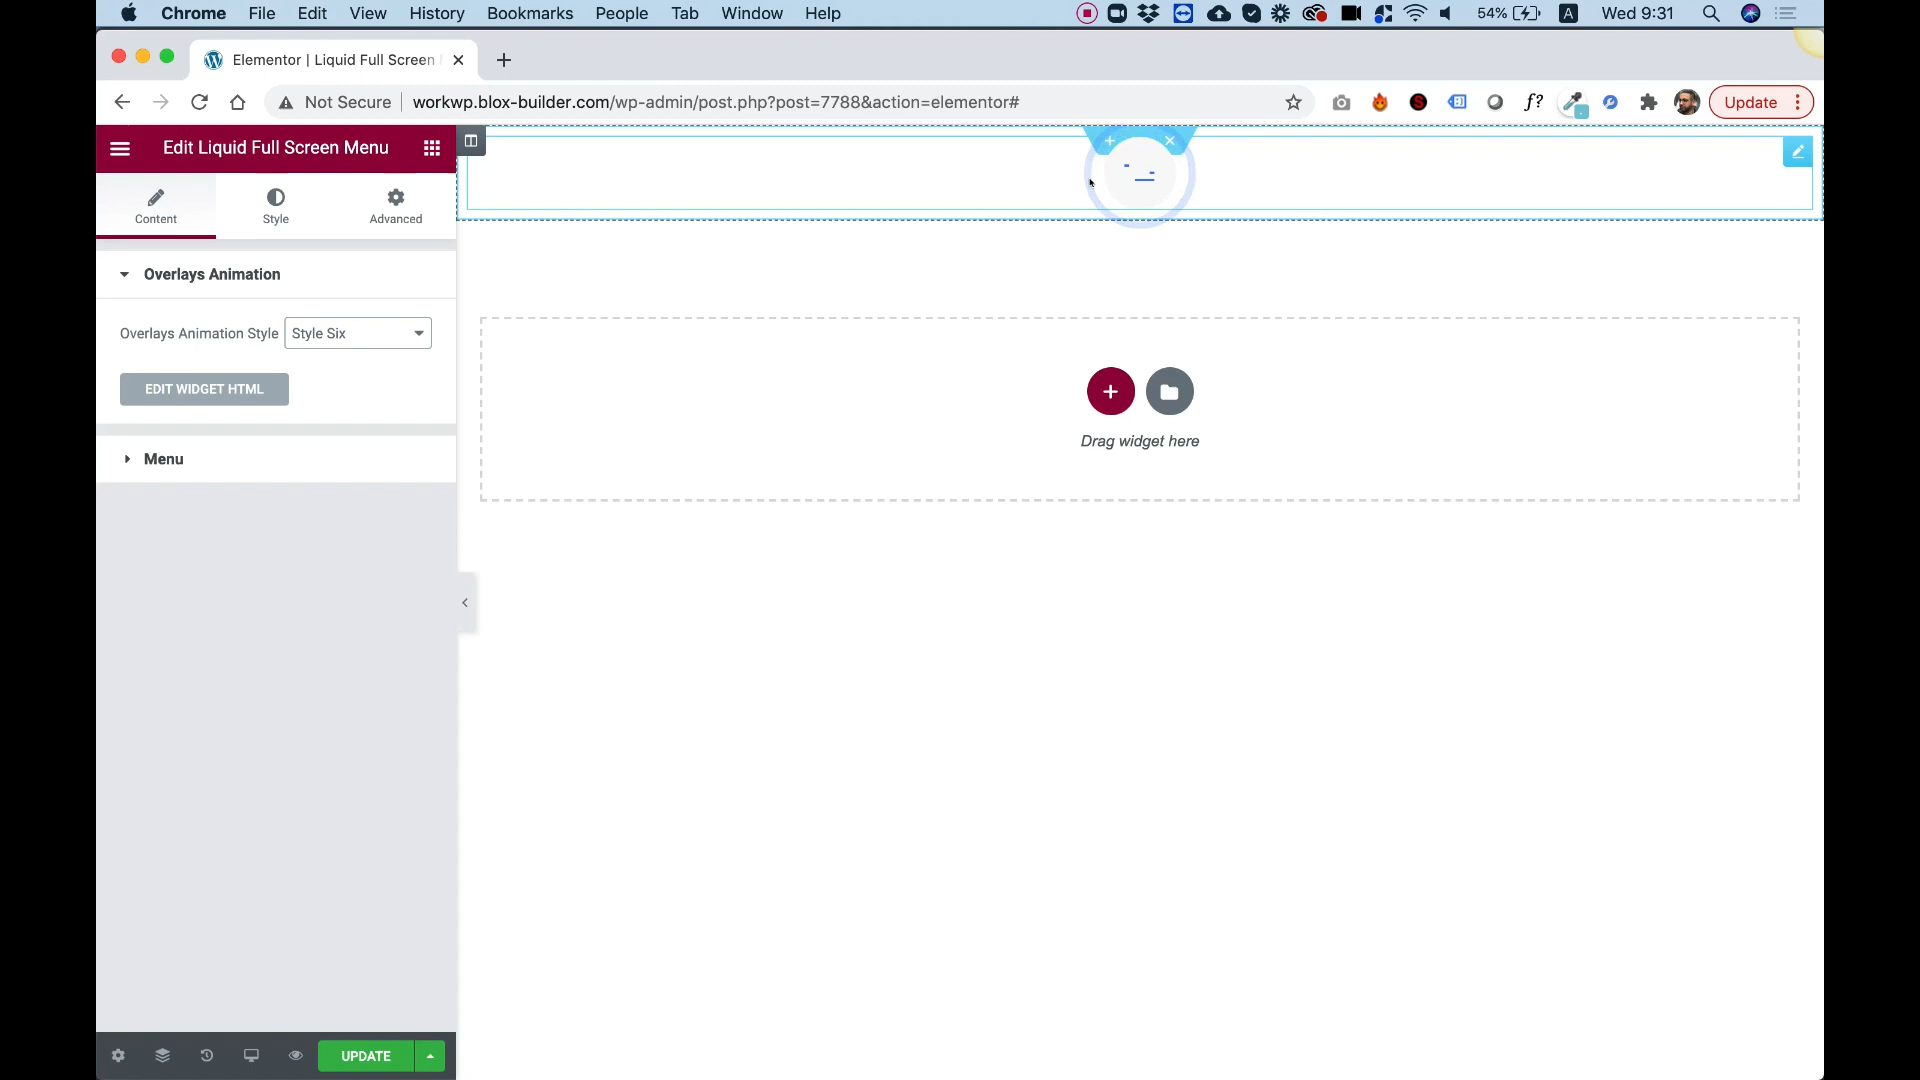 Chrome File Edit View History Bookmarks People Tab Window Help 54% A Wed 9:31
Elementor | Liquid Full Screen
Not Secure workwp.blox-builder.com/wp-admin/post.php?post=7788&action=elementor# S f? Update
Edit Liquid Full Screen Menu
Content Style Advanced
Overlays Animation
Overlays Animation Style Style Six
EDIT WIDGET HTML
Menu
Drag widget here
UPDATE